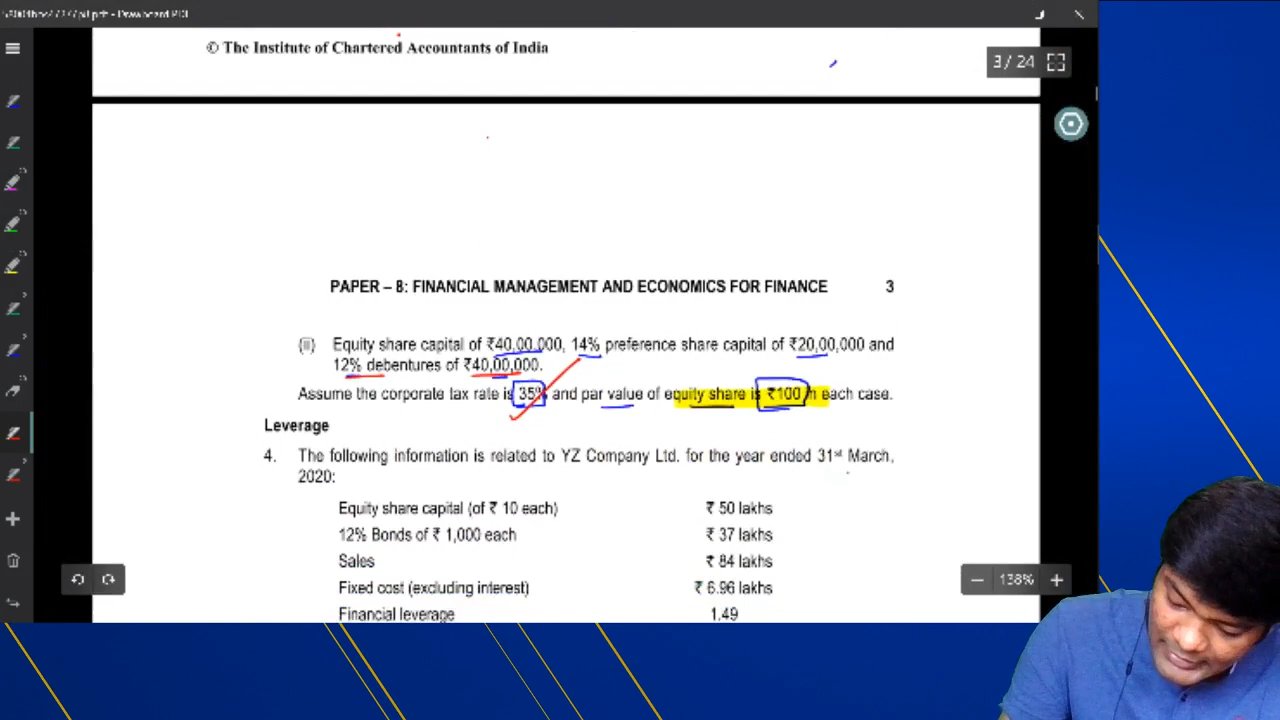 © The Institute of Chartered Accountants of India
3 / 24
PAPER – 8: FINANCIAL MANAGEMENT AND ECONOMICS FOR FINANCE 3
(ii) Equity share capital of ₹40,00,000, 14% preference share capital of ₹20,00,000 and
12% debentures of ₹40,00,000.
Assume the corporate tax rate is 35% and par value of equity share is ₹100 in each case.
Leverage
4. The following information is related to YZ Company Ltd. for the year ended 31st March,
2020:
Equity share capital (of ₹ 10 each) ₹ 50 lakhs
12% Bonds of ₹ 1,000 each ₹ 37 lakhs
Sales ₹ 84 lakhs
Fixed cost (excluding interest) ₹ 6.96 lakhs
Financial leverage 1.49
138%